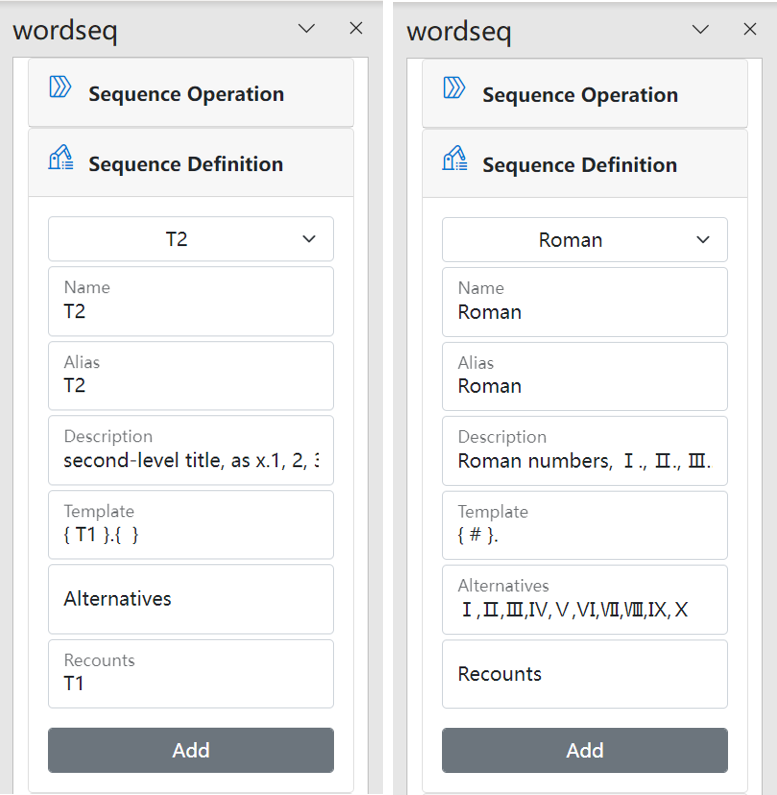 wordseq
Sequence Operation
Sequence Definition
T2
Name
T2
Alias
T2
Description
second-level title, as x.1, 2, 3
Template
{ T1 }.{  }
Alternatives
Recounts
T1
Add
wordseq
Sequence Operation
Sequence Definition
Roman
Name
Roman
Alias
Roman
Description
Roman numbers, Ⅰ., Ⅱ., Ⅲ.
Template
{ # }.
Alternatives
Ⅰ,Ⅱ,Ⅲ,Ⅳ,Ⅴ,Ⅵ,Ⅶ,Ⅷ,Ⅸ,Ⅹ
Recounts
Add